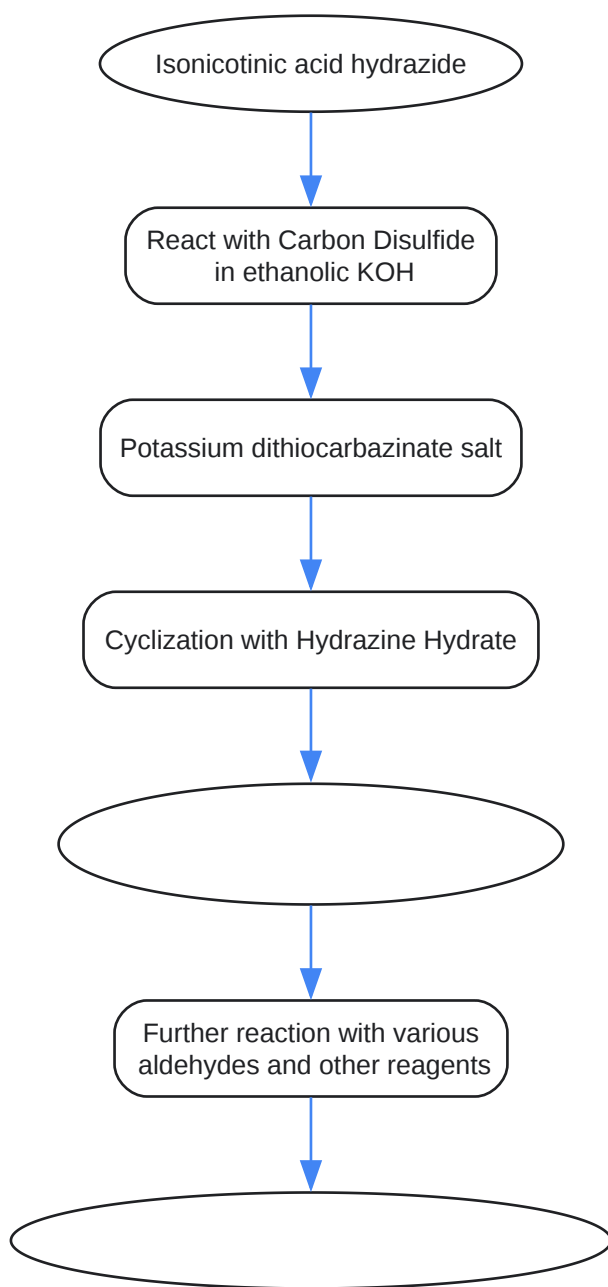 Isonicotinic acid hydrazide
React with Carbon Disulfide
in ethanolic KOH
Potassium dithiocarbazinate salt
Cyclization with Hydrazine Hydrate
Further reaction with various
aldehydes and other reagents